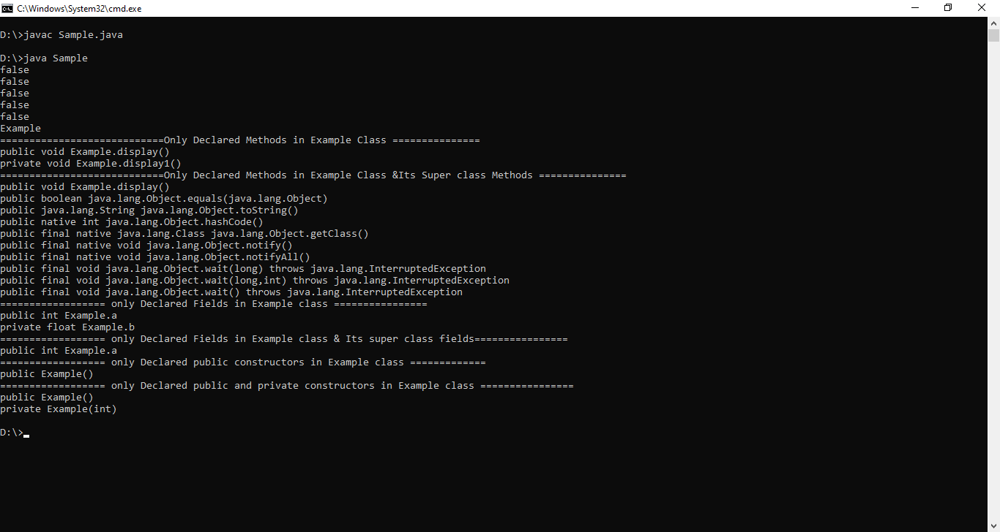 C:\Windows\System32\cmd.exe
D:\>javac Sample.java
D:\>java Sample
false
false
false
false
false
Example
============================Only Declared Methods in Example Class ===============
public void Example.display()
private void Example.display1()
============================Only Declared Methods in Example Class &Its Super class Methods ===============
public void Example.display()
public boolean java.lang.Object.equals(java.lang.Object)
public java.lang.String java.lang.Object.toString()
public native int java.lang.Object.hashCode()
public final native java.lang.Class java.lang.Object.getClass()
public final native void java.lang.Object.notify()
public final native void java.lang.Object.notifyAll()
public final void java.lang.Object.wait(long) throws java.lang.InterruptedException
public final void java.lang.Object.wait(long,int) throws java.lang.InterruptedException
public final void java.lang.Object.wait() throws java.lang.InterruptedException
================== only Declared Fields in Example class ================
public int Example.a
private float Example.b
================== only Declared Fields in Example class & Its super class fields================
public int Example.a
================== only Declared public constructors in Example class =============
public Example()
================== only Declared public and private constructors in Example class ================
public Example()
private Example(int)
D:\>